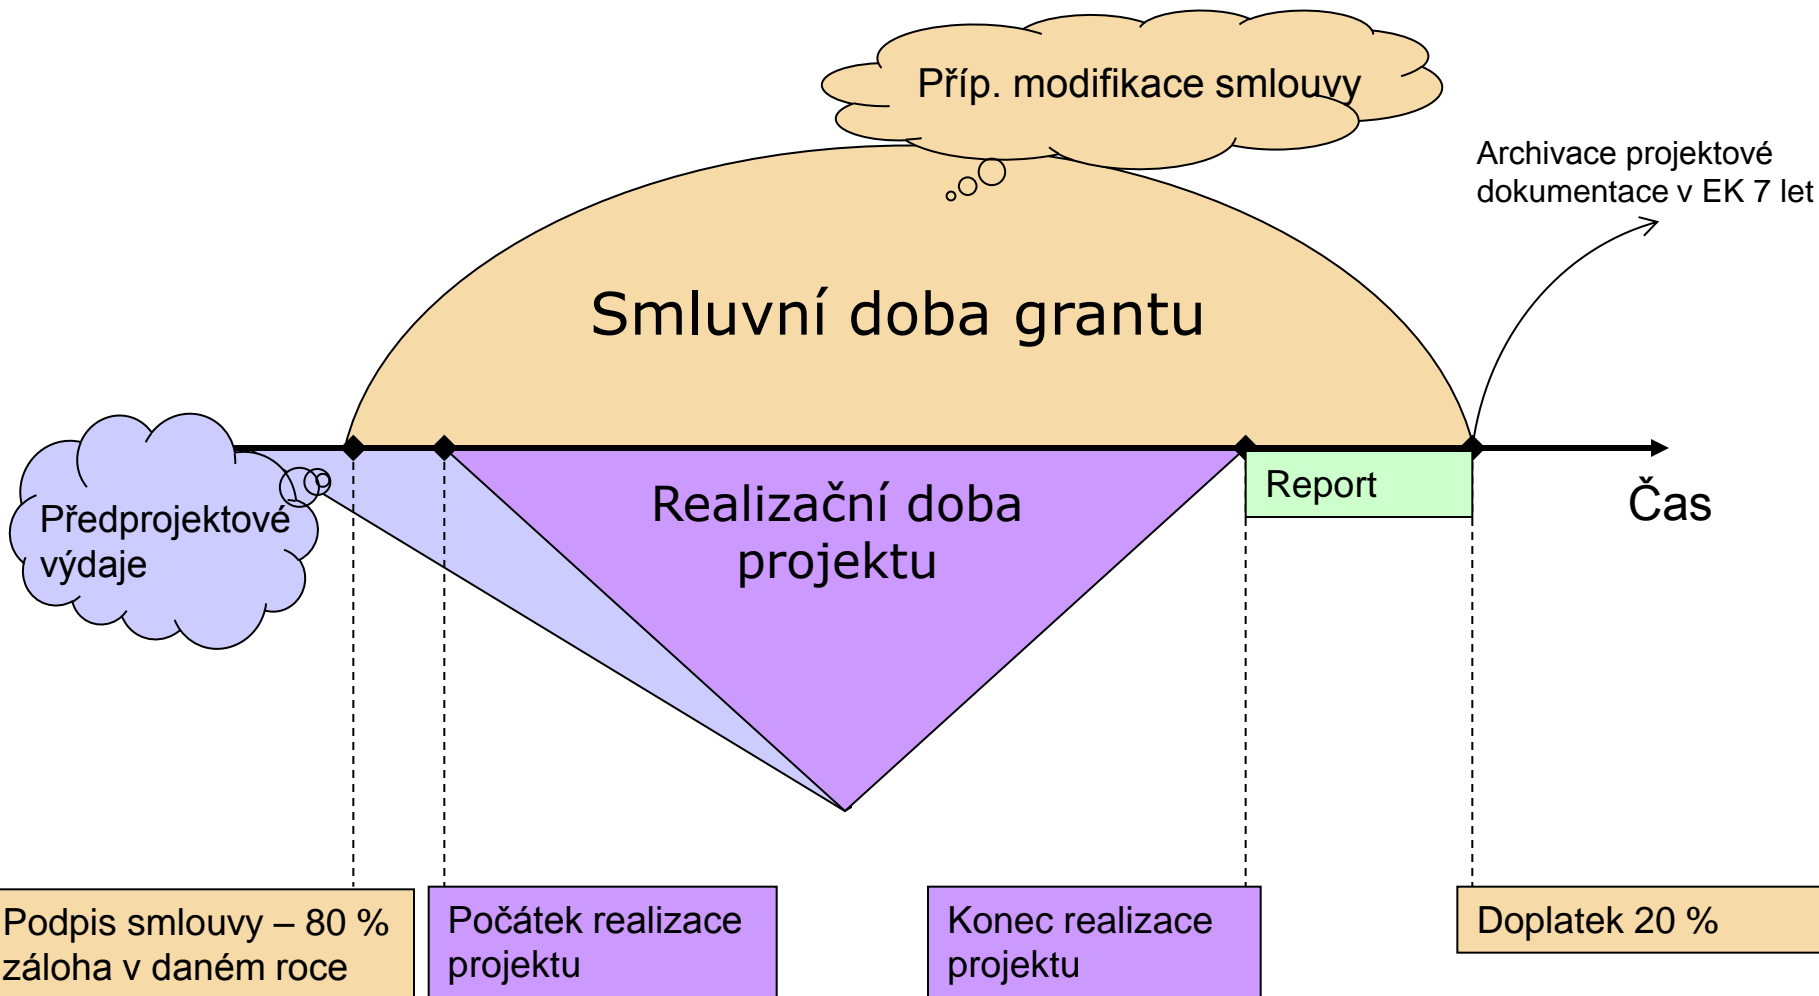 Příp. modifikace smlouvy
Archivace projektové
dokumentace v EK 7 let
Smluvní doba grantu
Předprojektové
výdaje
Realizační doba
projektu
Report
Čas
Podpis smlouvy – 80 %
záloha v daném roce
Počátek realizace
projektu
Konec realizace
projektu
Doplatek 20 %